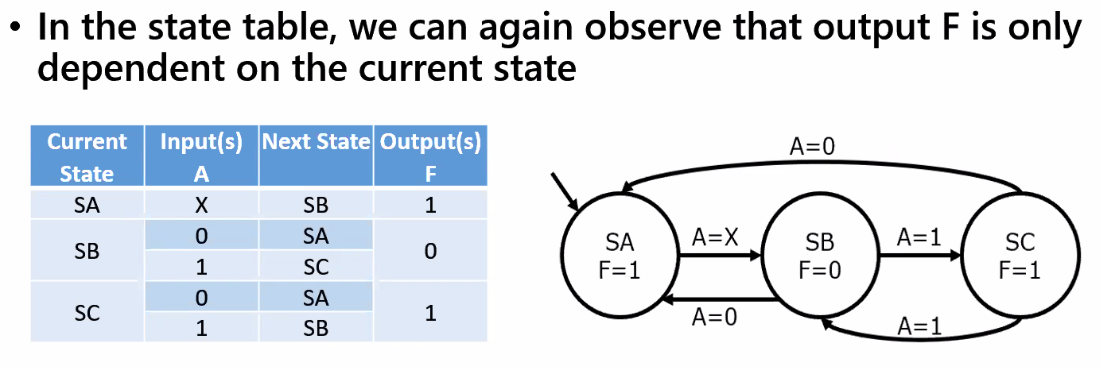 • In the state table, we can again observe that output F is only
dependent on the current state
Current State Input(s) A Next State Output(s) F
SA X SB 1
SB 0 SA 0
1 SC
SC 0 SA 1
1 SB
A=0
SA
F=1
A=X
SB
F=0
A=1
SC
F=1
A=0
A=1